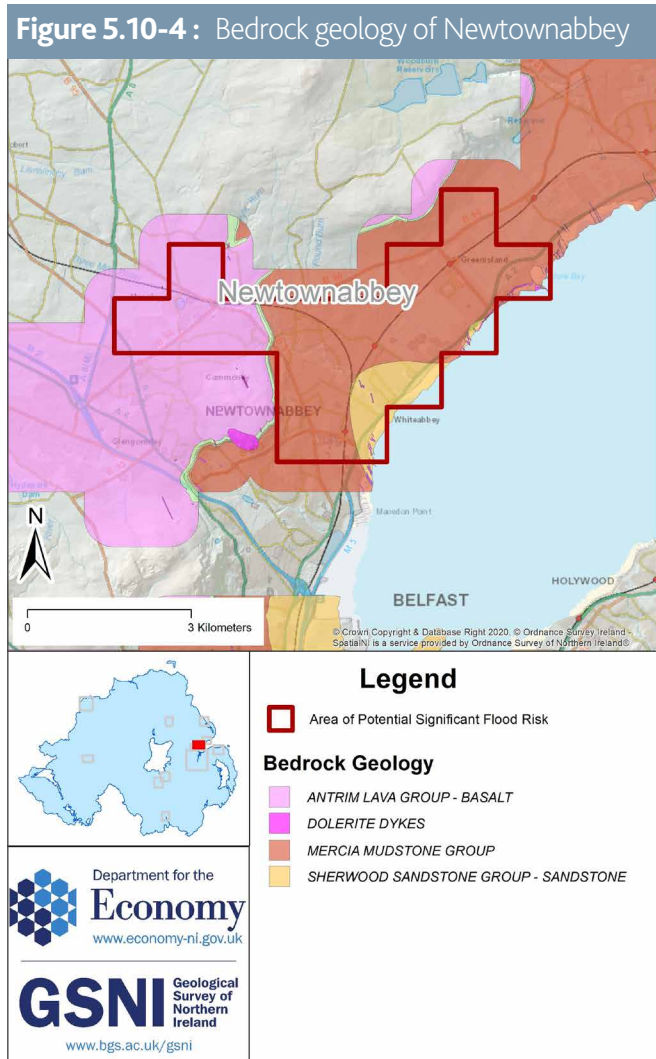 Figure 5.10-4 : Bedrock geology of Newtownabbey
Woodburn
Reservoirs
Greenisland
Newtownabbey
NEWTOWNABBEY
Whiteabbey
Macedon Point
M 5
N
BELFAST
HOLYWOOD
0 3 Kilometers
© Crown Copyright & Database Right 2020, © Ordnance Survey Ireland -
SpatialNI is a service provided by Ordnance Survey of Northern Ireland®
Legend
Area of Potential Significant Flood Risk
Bedrock Geology
ANTRIM LAVA GROUP - BASALT
DOLERITE DYKES
MERCIA MUDSTONE GROUP
SHERWOOD SANDSTONE GROUP - SANDSTONE
Department for the
Economy
www.economy-ni.gov.uk
GSNI
Geological
Survey of
Northern
Ireland
www.bgs.ac.uk/gsni